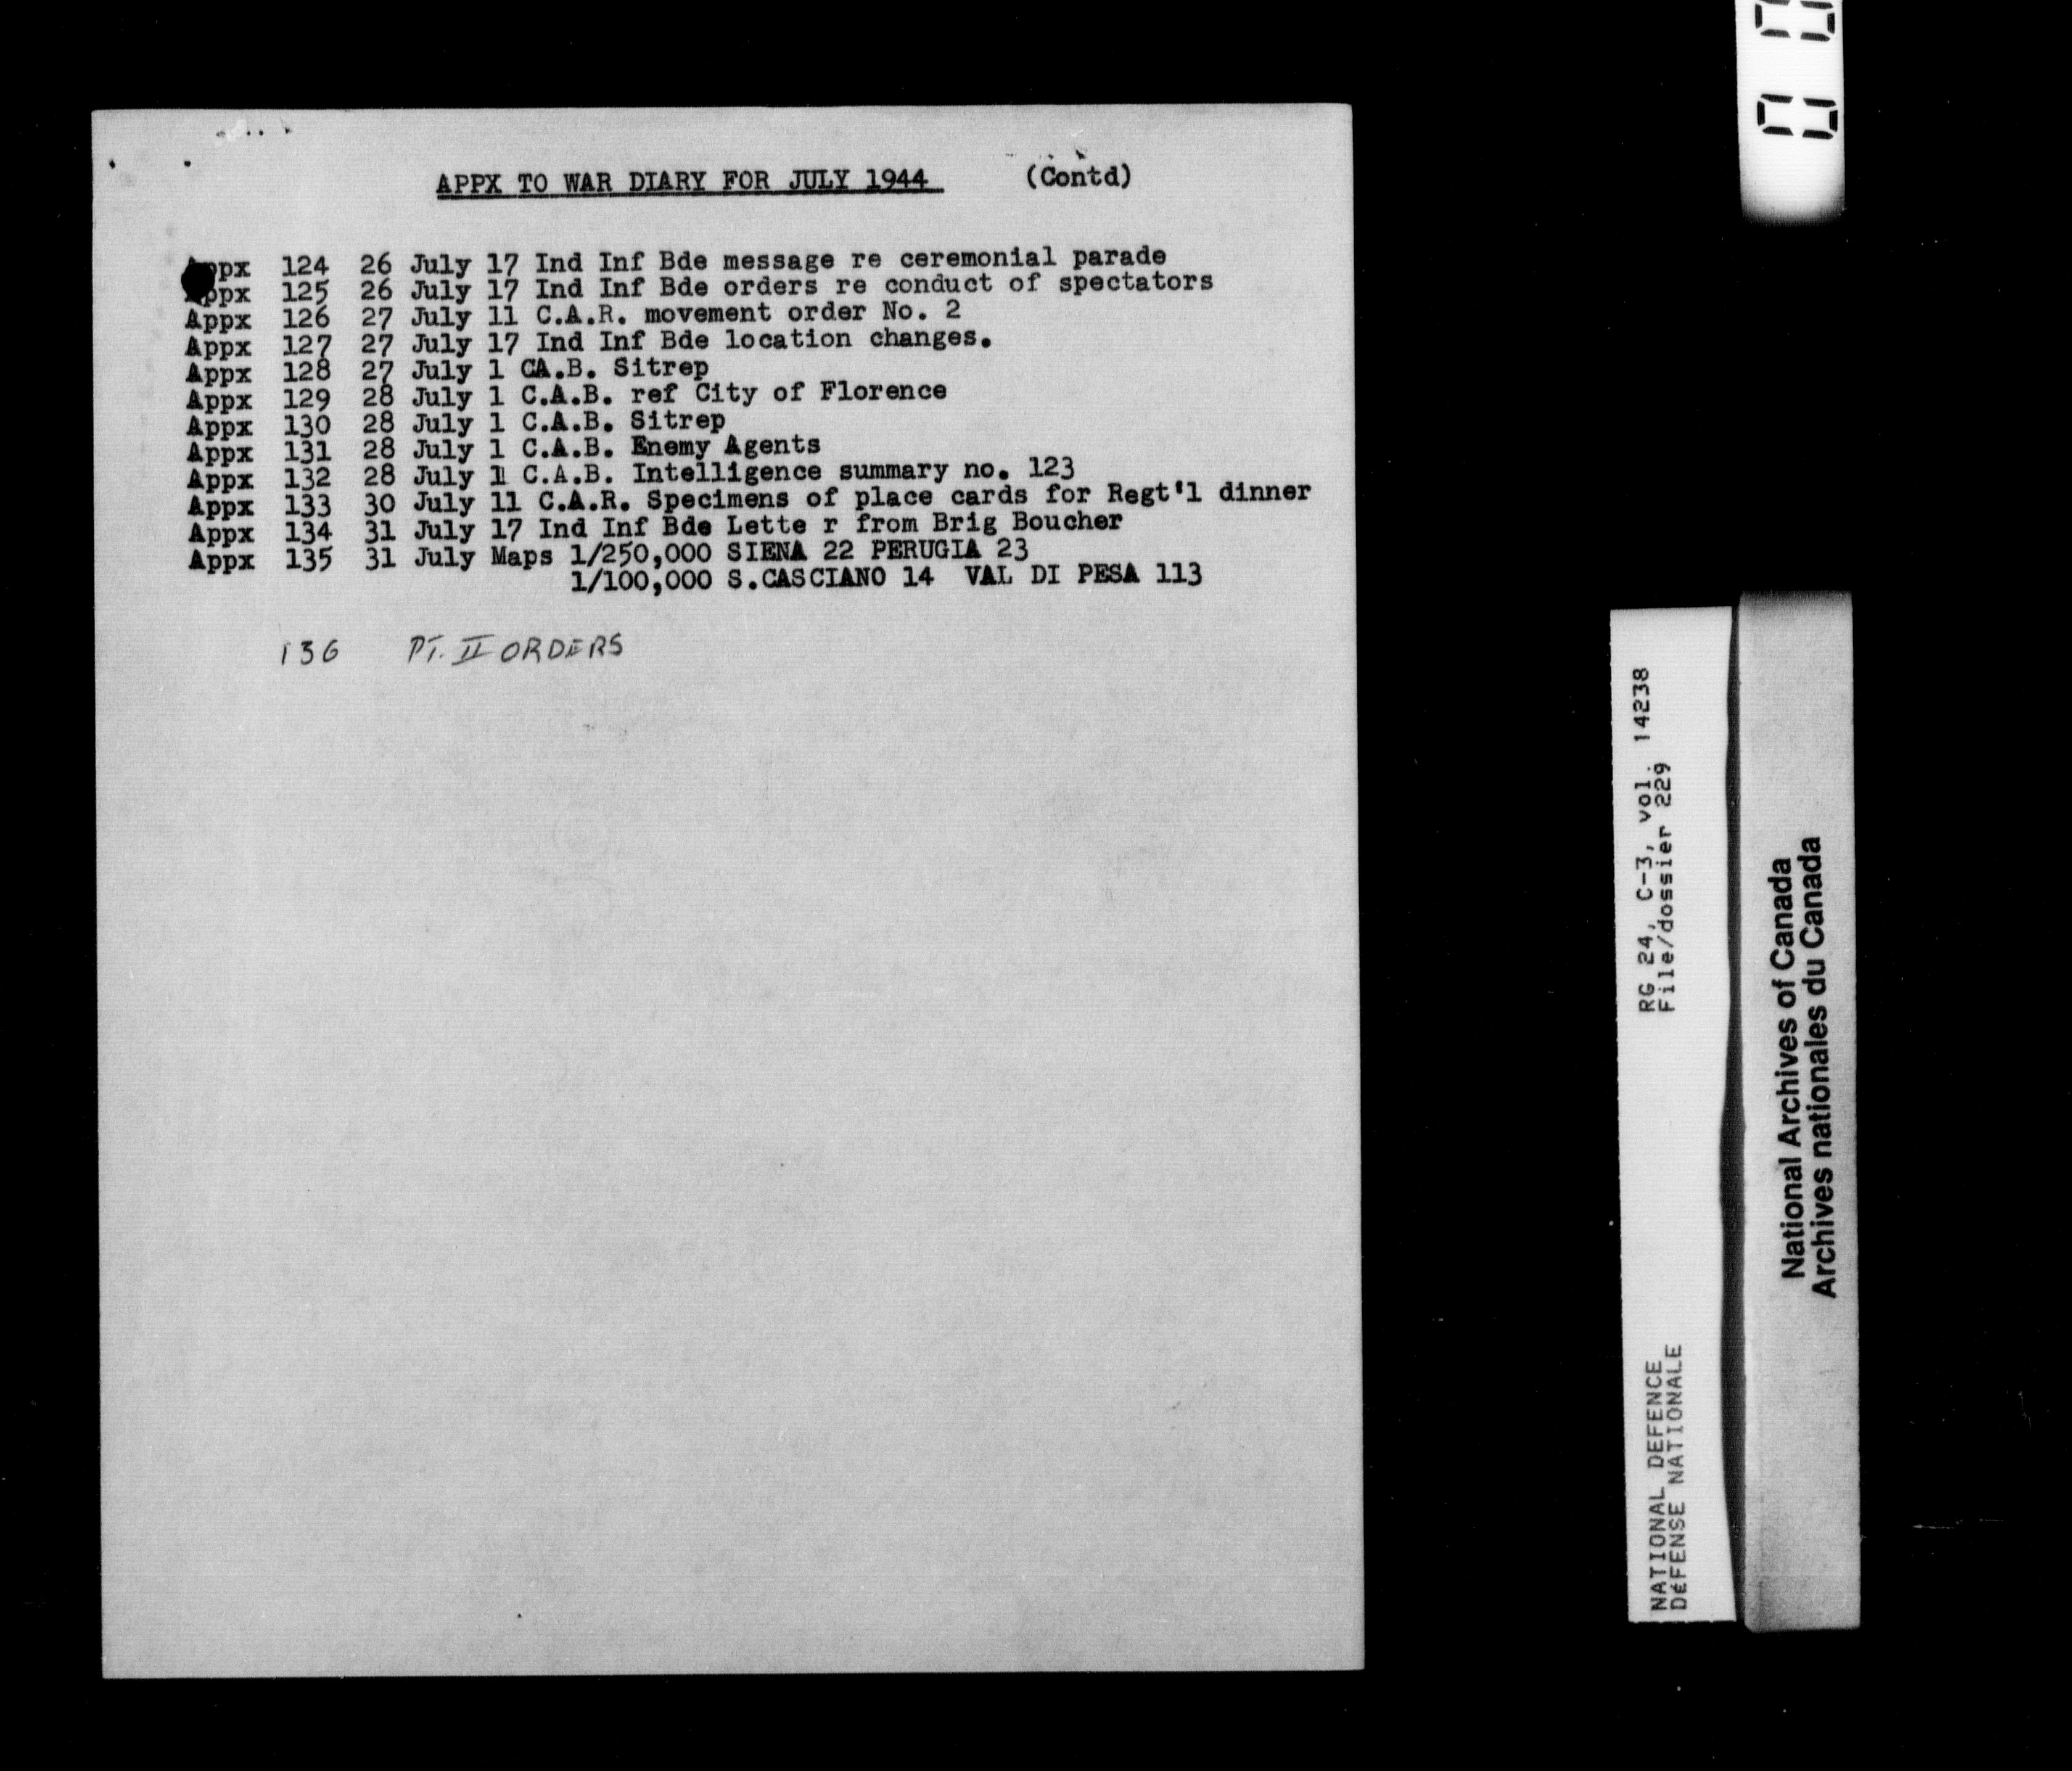 APPX TO WAR DIARY FOR JULY 1944 (Contd)
Appx 124 26 July 17 Ind Inf Bde message re ceremonial parade
Appx 125 26 July 17 Ind Inf Bde orders re conduct of spectators
Appx 126 27 July 11 C.A.R. movement order No. 2
Appx 127 27 July 17 Ind Inf Bde location changes.
Appx 128 27 July 1 CA.B. Sitrep
Appx 129 28 July 1 C.A.B. ref City of Florence
Appx 130 28 July 1 C.A.B. Sitrep
Appx 131 28 July 1 C.A.B. Enemy Agents
Appx 132 28 July 1 C.A.B. Intelligence summary no. 123
Appx 133 30 July 11 C.A.R. Specimens of place cards for Regt'l dinner
Appx 134 31 July 17 Ind Inf Bde Lette r from Brig Boucher
Appx 135 31 July Maps 1/250,000 SIENA 22 PERUGIA 23
1/100,000 S.CASCIANO 14 VAL DI PESA 113
136 PT. II ORDERS
RG 24, C-3, vol. 14238
File/dossier 229
NATIONAL DEFENCE
DéFENSE NATIONALE
National Archives of Canada
Archives nationales du Canada